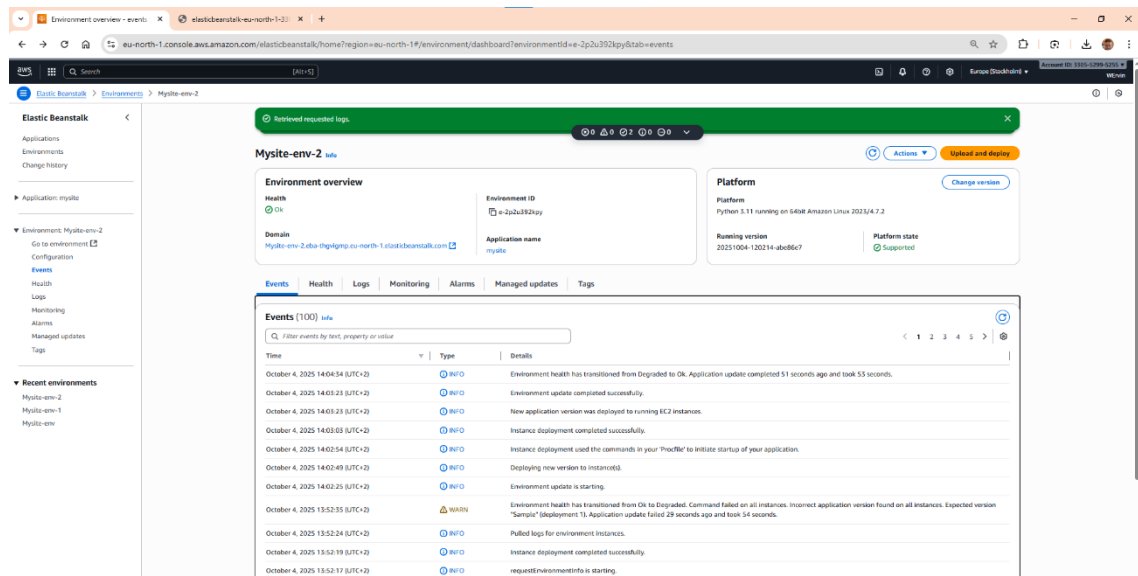 Environment overview - events
elasticbeanstalk-eu-north-1-33
eu-north-1.console.aws.amazon.com/elasticbeanstalk/home?region=eu-north-1#/environment/dashboard?environmentId=e-2p2u392kpy&tab=events
aws
Search
[Alt+S]
Europe (Stockholm)
Account ID: 3305-5299-5255
WErvin
Elastic Beanstalk > Environments > Mysite-env-2
Elastic Beanstalk
Applications
Environments
Change history
Application: mysite
Environment: Mysite-env-2
Go to environment
Configuration
Events
Health
Logs
Monitoring
Alarms
Managed updates
Tags
Recent environments
Mysite-env-2
Mysite-env-1
Mysite-env
Retrieved requested logs.
0 0 2 0 0
Mysite-env-2 Info
Actions
Upload and deploy
Environment overview
Health
Ok
Environment ID
e-2p2u392kpy
Domain
Application name
mysite
Platform
Change version
Platform
Python 3.11 running on 64bit Amazon Linux 2023/4.7.2
Running version
20251004-120214-abe86e7
Platform state
Supported
Events Health Logs Monitoring Alarms Managed updates Tags
Events (100) Info
Filter events by text, property or value
1 2 3 4 5
Time Type Details
October 4, 2025 14:04:34 (UTC+2) INFO Environment health has transitioned from Degraded to Ok. Application update completed 51 seconds ago and took 53 seconds.
October 4, 2025 14:03:23 (UTC+2) INFO Environment update completed successfully.
October 4, 2025 14:03:23 (UTC+2) INFO New application version was deployed to running EC2 instances.
October 4, 2025 14:03:03 (UTC+2) INFO Instance deployment completed successfully.
October 4, 2025 14:02:54 (UTC+2) INFO Instance deployment used the commands in your 'Procfile' to initiate startup of your application.
October 4, 2025 14:02:49 (UTC+2) INFO Deploying new version to instance(s).
October 4, 2025 14:02:25 (UTC+2) INFO Environment update is starting.
October 4, 2025 13:52:35 (UTC+2) WARN Environment health has transitioned from Ok to Degraded. Command failed on all instances. Incorrect application version found on all instances. Expected version
"Sample" (deployment 1). Application update failed 29 seconds ago and took 54 seconds.
October 4, 2025 13:52:24 (UTC+2) INFO Pulled logs for environment instances.
October 4, 2025 13:52:19 (UTC+2) INFO Instance deployment completed successfully.
October 4, 2025 13:52:17 (UTC+2) INFO requestEnvironmentInfo is starting.